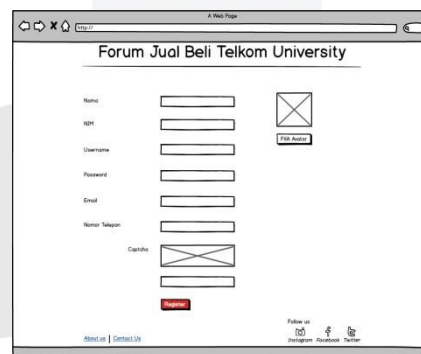 A Web Page
http://
Forum Jual Beli Telkom University
Nama
NIM
Pilih Avatar
Username
Password
Email
Nomor Telepon
Captcha
Register
Follow us
About us | Contact Us
Instagram Facebook Twitter